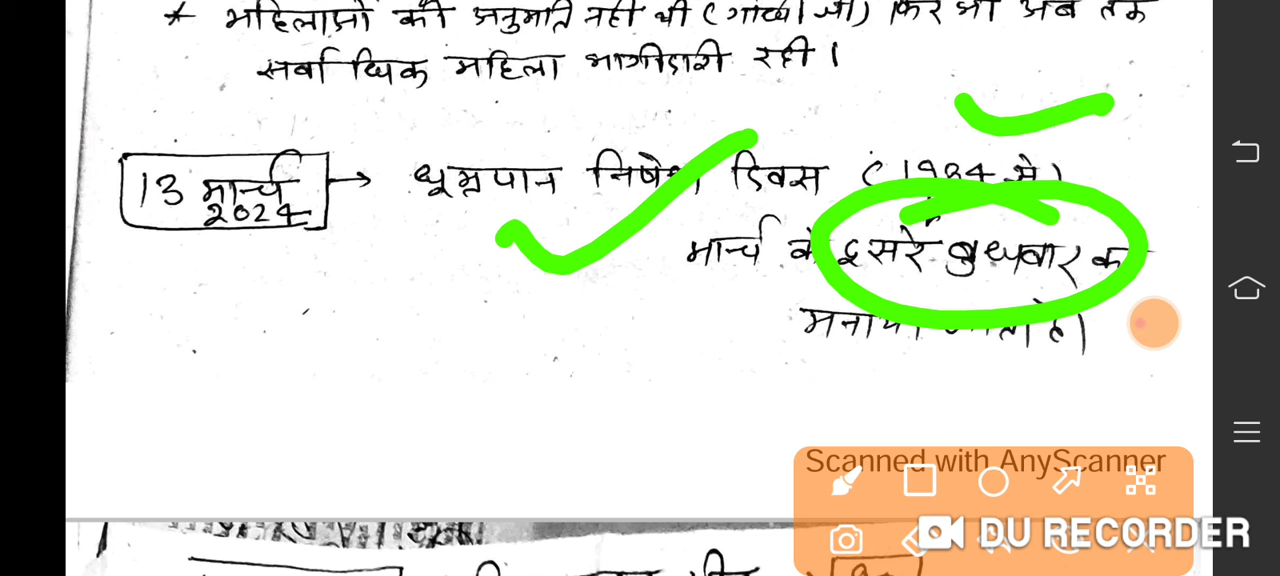 * महिलाओं को अनुमति नहीं थी (गांधी जी) फिर भी अब तक
सर्वाधिक महिला भागीदारी रही।
13 मार्च 2024 → धूम्रपान निषेध दिवस (1984 से)
मार्च के दूसरे बुधवार को
मनाया जाता है।
Scanned with AnyScanner
DU RECORDER